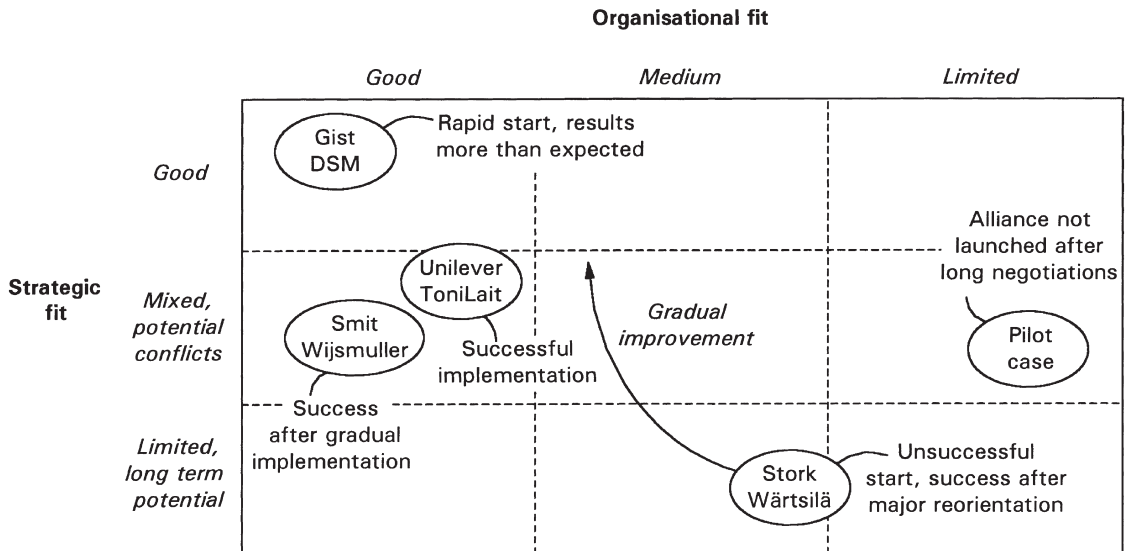 Organisational fit
Good
Medium
Limited
Gist
DSM
Rapid start, results
more than expected
Good
Alliance not
launched after
long negotiations
Strategic
fit
Mixed,
potential
conflicts
Unilever
ToniLait
Smit
Wijsmuller
Gradual
improvement
Pilot
case
Successful
implementation
Success
after gradual
implementation
Limited,
long term
potential
Stork
Wärtsilä
Unsuccessful
start, success after
major reorientation